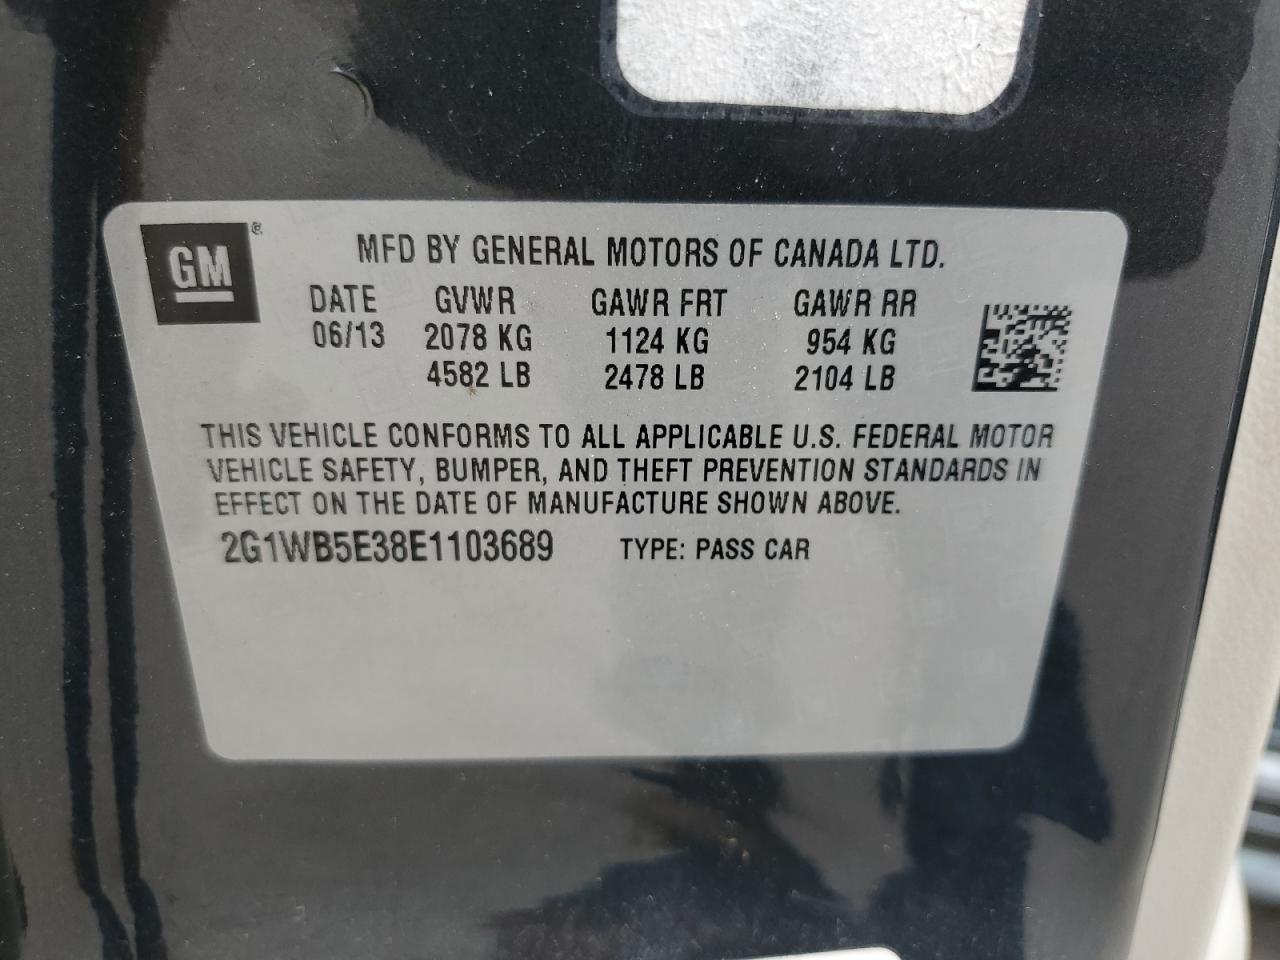 GM ®
MFD BY GENERAL MOTORS OF CANADA LTD.
DATE GVWR GAWR FRT GAWR RR
06/13 2078 KG 1124 KG 954 KG
4582 LB 2478 LB 2104 LB
THIS VEHICLE CONFORMS TO ALL APPLICABLE U.S. FEDERAL MOTOR
VEHICLE SAFETY, BUMPER, AND THEFT PREVENTION STANDARDS IN
EFFECT ON THE DATE OF MANUFACTURE SHOWN ABOVE.
2G1WB5E38E1103689 TYPE: PASS CAR